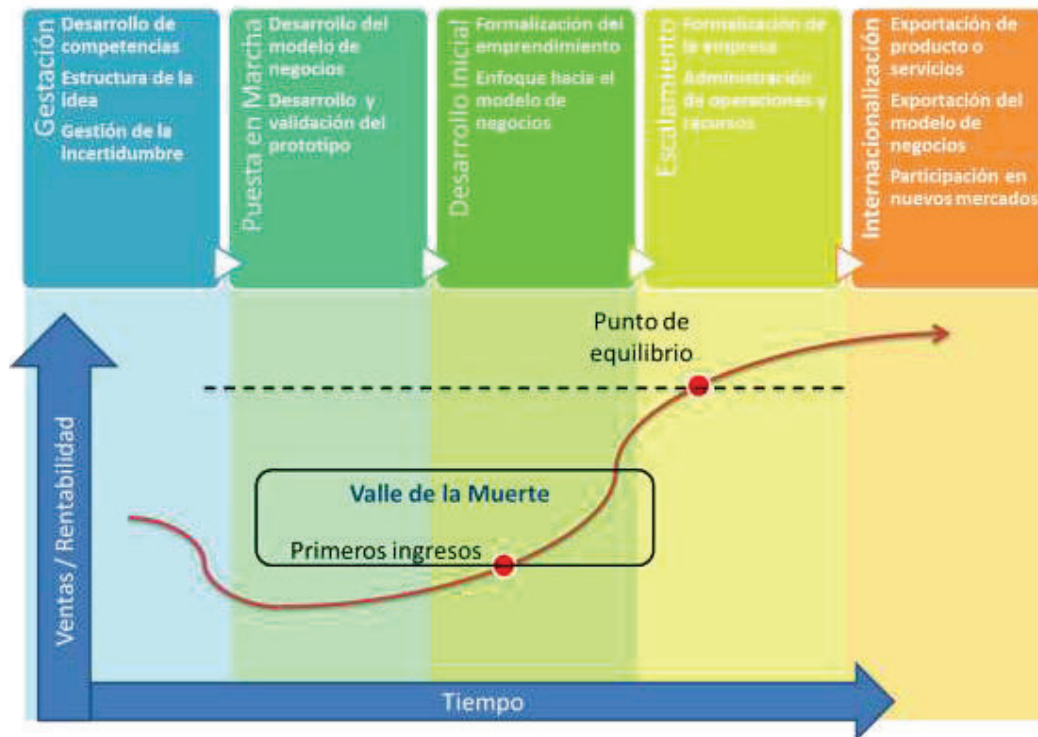 Gestación
Desarrollo de
competencias
Estructura de la
idea
Gestión de la
incertidumbre
Puesta en Marcha
Desarrollo del
modelo de
negocios
Desarrollo y
validación del
prototipo
Desarrollo Inicial
Formalización del
emprendimiento
Enfoque hacia el
modelo de
negocios
Escalamiento
Formalización de
la empresa
Administración
de operaciones y
recursos
Internacionalización
Exportación de
producto o
servicios
Exportación del
modelo de
negocios
Participación en
nuevos mercados
Ventas / Rentabilidad
Punto de
equilibrio
Valle de la Muerte
Primeros ingresos
Tiempo